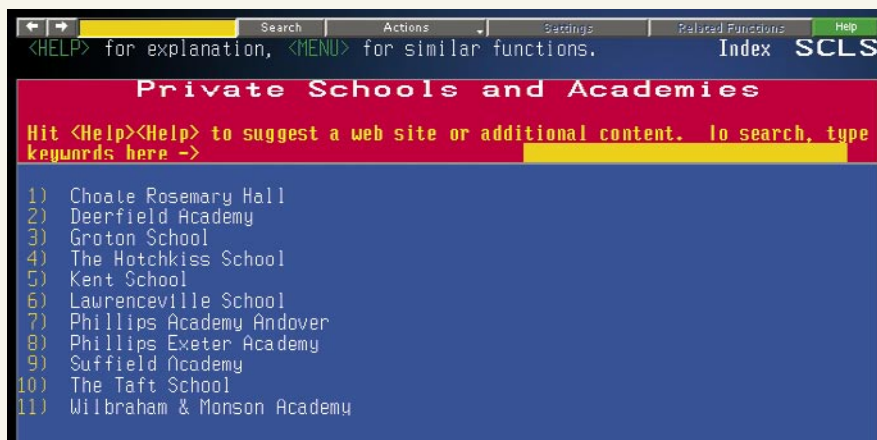 Search Actions Settings Related Functions Help
<HELP> for explanation, <MENU> for similar functions. Index SCLS
Private Schools and Academies
Hit <Help><Help> to suggest a web site or additional content. To search, type
keywords here ->
1) Choate Rosemary Hall
2) Deerfield Academy
3) Groton School
4) The Hotchkiss School
5) Kent School
6) Lawrenceville School
7) Phillips Academy Andover
8) Phillips Exeter Academy
9) Suffield Academy
10) The Taft School
11) Wilbraham & Monson Academy